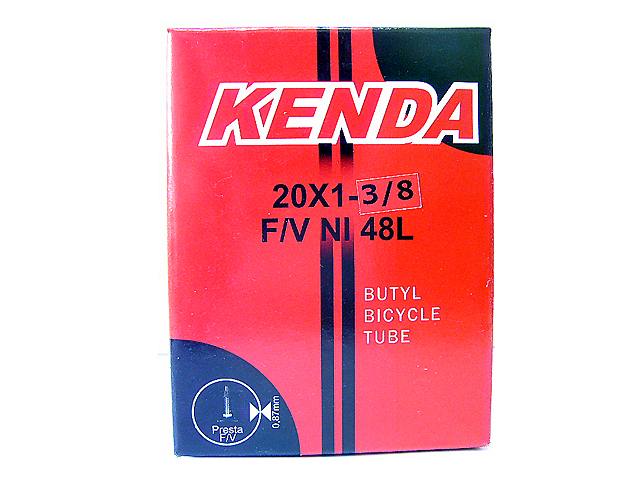 KENDA
20X1-3/8
F/V NI 48L
BUTYL
BICYCLE
TUBE
Presta
F/V
0.87mm